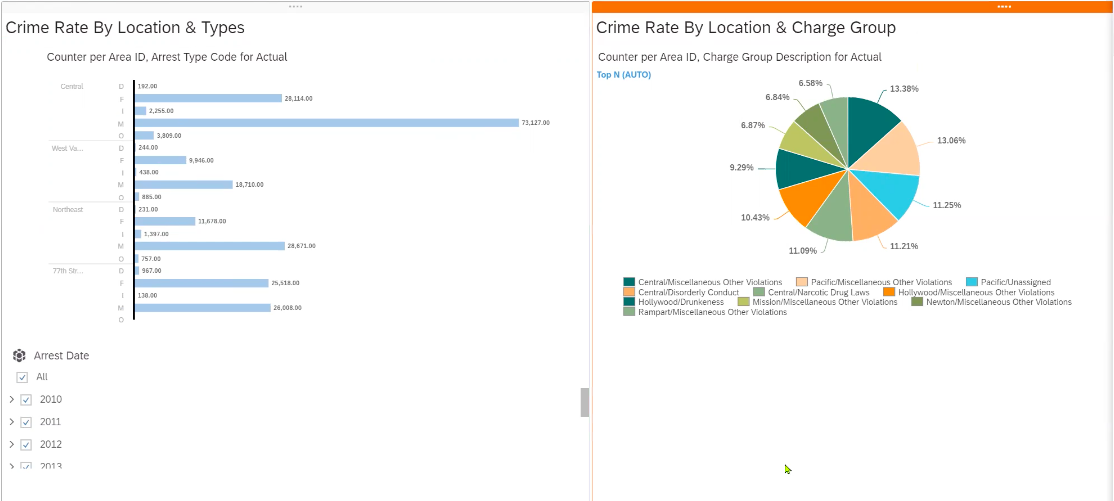 Crime Rate By Location & Types
Counter per Area ID, Arrest Type Code for Actual
Central D 192.00
F 28,114.00
I 2,255.00
M 73,127.00
O 3,809.00
West Va... D 244.00
F 9,946.00
I 438.00
M 18,710.00
O 885.00
Northeast D 231.00
F 11,678.00
I 1,397.00
M 28,671.00
O 757.00
77th Str... D 967.00
F 25,518.00
I 138.00
M 26,008.00
O
Arrest Date
All
2010
2011
2012
2013
Crime Rate By Location & Charge Group
Counter per Area ID, Charge Group Description for Actual
Top N (AUTO)
13.38%
13.06%
11.25%
11.21%
11.09%
10.43%
9.29%
6.87%
6.84%
6.58%
Central/Miscellaneous Other Violations Pacific/Miscellaneous Other Violations Pacific/Unassigned
Central/Disorderly Conduct Central/Narcotic Drug Laws Hollywood/Miscellaneous Other Violations
Hollywood/Drunkeness Mission/Miscellaneous Other Violations Newton/Miscellaneous Other Violations
Rampart/Miscellaneous Other Violations